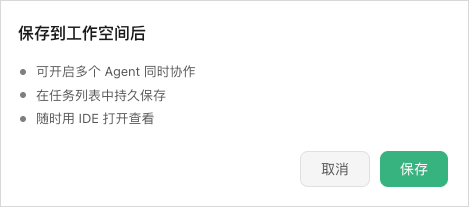 保存到工作空间后
可开启多个 Agent 同时协作
在任务列表中持久保存
随时用 IDE 打开查看
取消
保存